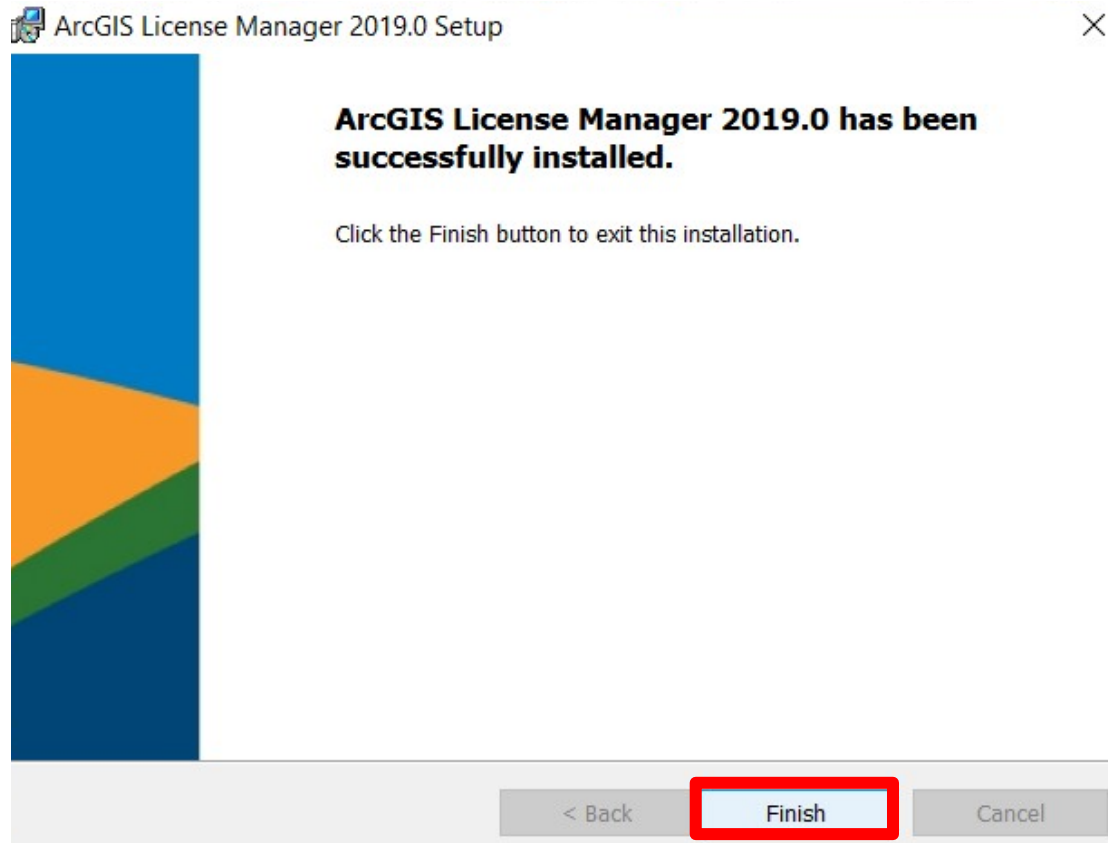 ArcGIS License Manager 2019.0 Setup
ArcGIS License Manager 2019.0 has been
successfully installed.
Click the Finish button to exit this installation.
< Back Finish Cancel